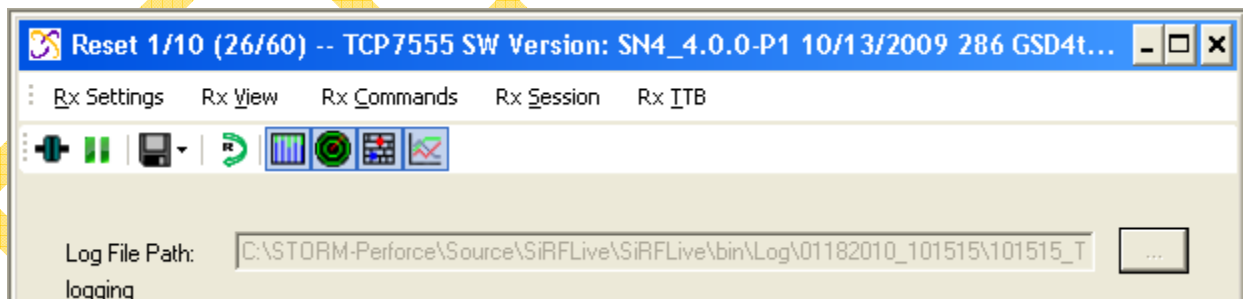 Reset 1/10 (26/60) -- TCP7555 SW Version: SN4_4.0.0-P1 10/13/2009 286 GSD4t...
Rx Settings Rx View Rx Commands Rx Session Rx TTB
R
Log File Path: C:\STORM-Perforce\Source\SiRFLive\SiRFLive\bin\Log\01182010_101515\101515_T ...
logging